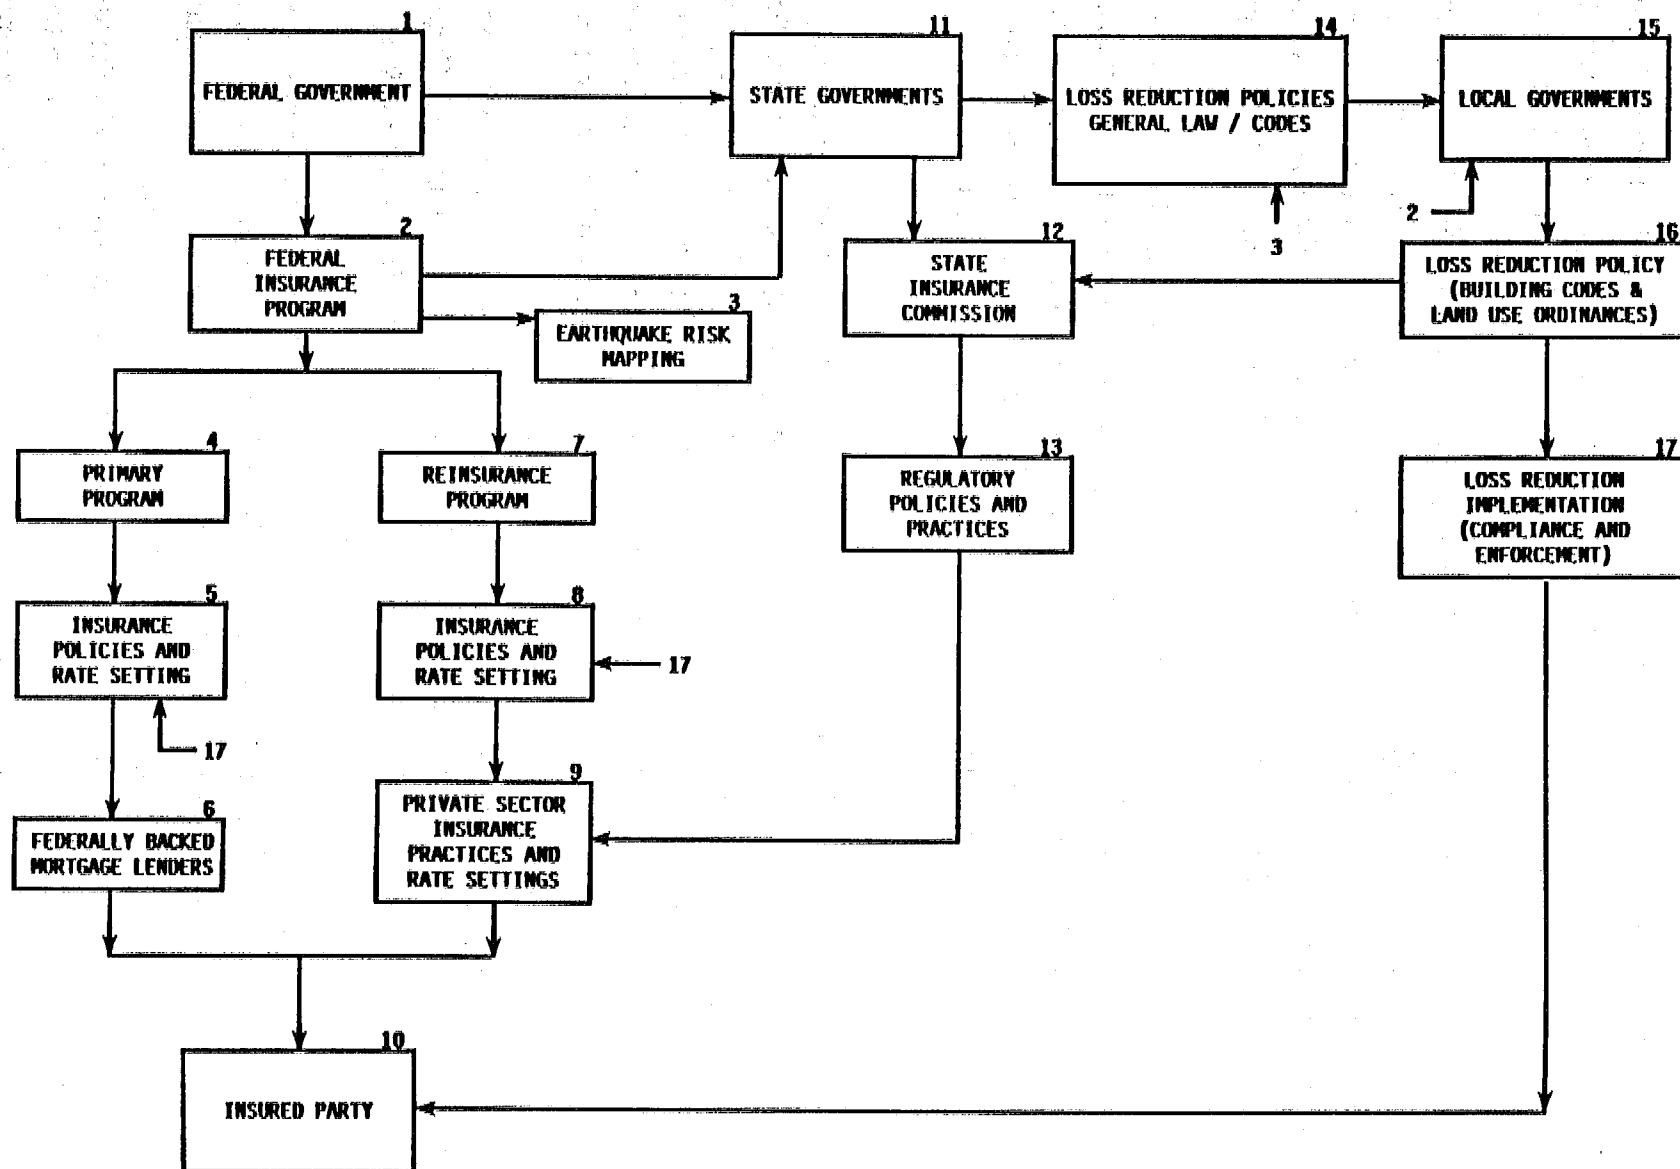 1
FEDERAL GOVERNMENT
11
STATE GOVERNMENTS
14
LOSS REDUCTION POLICIES
GENERAL LAW / CODES
3
15
LOCAL GOVERNMENTS
2
2
FEDERAL
INSURANCE
PROGRAM
3
EARTHQUAKE RISK
MAPPING
12
STATE
INSURANCE
COMMISSION
16
LOSS REDUCTION POLICY
(BUILDING CODES &
LAND USE ORDINANCES)
4
PRIMARY
PROGRAM
7
REINSURANCE
PROGRAM
13
REGULATORY
POLICIES AND
PRACTICES
17
LOSS REDUCTION
IMPLEMENTATION
(COMPLIANCE AND
ENFORCEMENT)
5
INSURANCE
POLICIES AND
RATE SETTING
17
8
INSURANCE
POLICIES AND
RATE SETTING
17
6
FEDERALLY BACKED
MORTGAGE LENDERS
9
PRIVATE SECTOR
INSURANCE
PRACTICES AND
RATE SETTINGS
10
INSURED PARTY